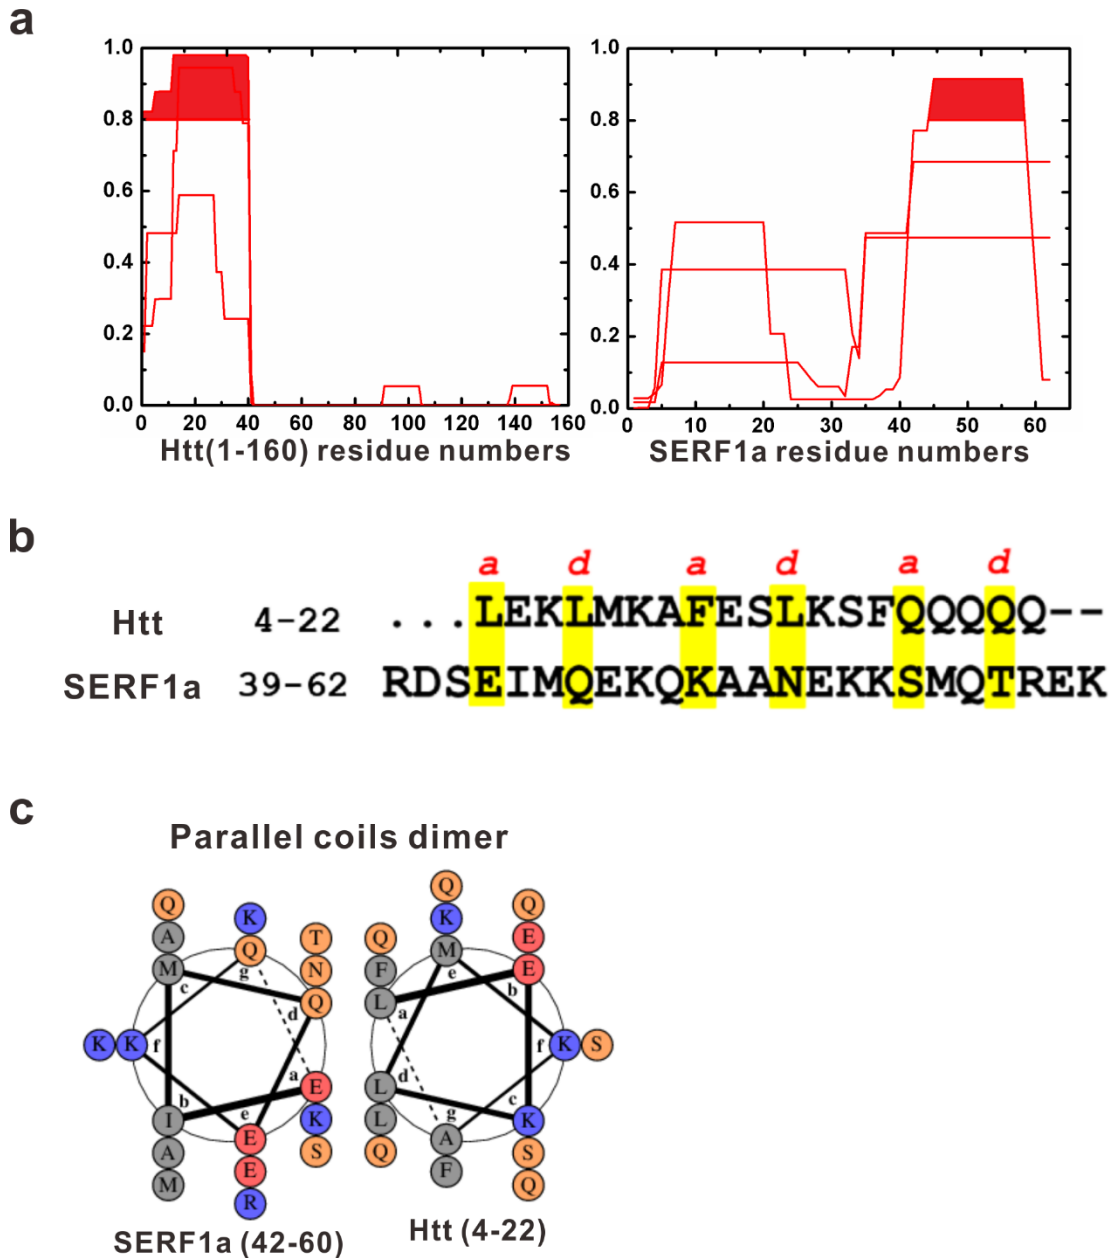 a
1.0
0.8
0.6
0.4
0.2
0.0
0 20 40 60 80 100 120 140 160
Htt(1-160) residue numbers
1.0
0.8
0.6
0.4
0.2
0.0
0 10 20 30 40 50 60
SERF1a residue numbers
b
a d a d a d
Htt 4-22 ...LEKLMKAFESLKSFQQQQQ--
SERF1a 39-62 RDSEIMQEKQKAANEKKSMQTREK
c
Parallel coils dimer
Q
A
M
c
K
Q
g
T
N
Q
d
K K f
a
E
K
S
b
I
A
M
e
E
E
R
SERF1a (42-60)
Q
F
L
a
Q
K
M
e
Q
E
E
b
f
K S
d
L
L
Q
g
A
F
c
K
S
Q
Htt (4-22)